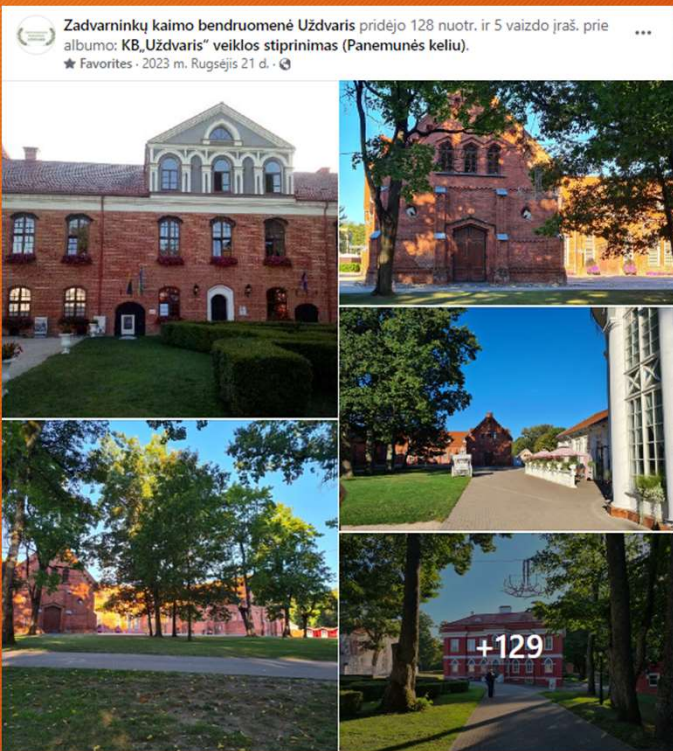 Zadvarninkų kaimo bendruomenė Uždvaris pridėjo 128 nuotr. ir 5 vaizdo įraš. prie
albumo: KB„Uždvaris“ veiklos stiprinimas (Panemunės keliu).
Favorites · 2023 m. Rugsėjis 21 d. ·
+129